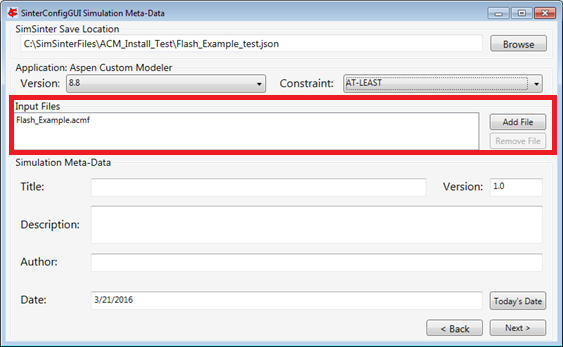 SinterConfigGUI Simulation Meta-Data
SimSinter Save Location
C:\SimSinterFiles\ACM_Install_Test\Flash_Example_test.json Browse
Application: Aspen Custom Modeler
Version: 8.8 Constraint: AT-LEAST
Input Files
Flash_Example.acmf Add File
Remove File
Simulation Meta-Data
Title: Version: 1.0
Description:
Author:
Date: 3/21/2016 Today's Date
< Back Next >